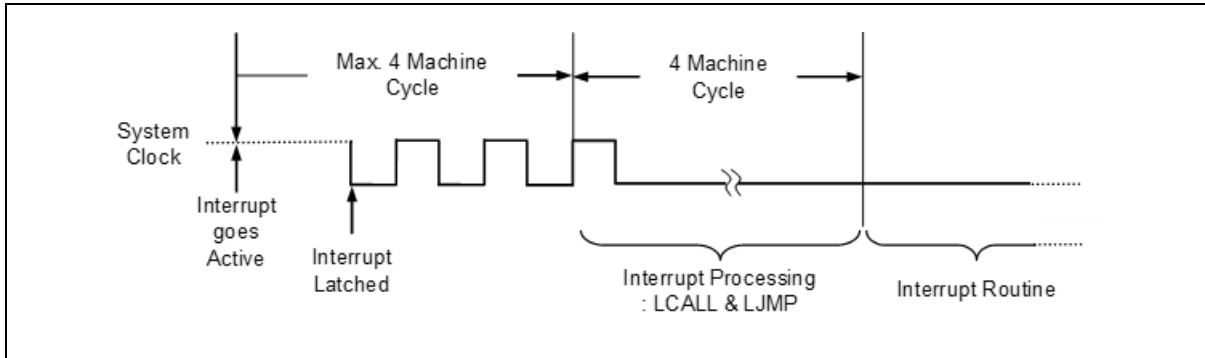 Max. 4 Machine
Cycle
4 Machine
Cycle
System
Clock
Interrupt
goes
Active
Interrupt
Latched
Interrupt Processing
: LCALL & LJMP
Interrupt Routine